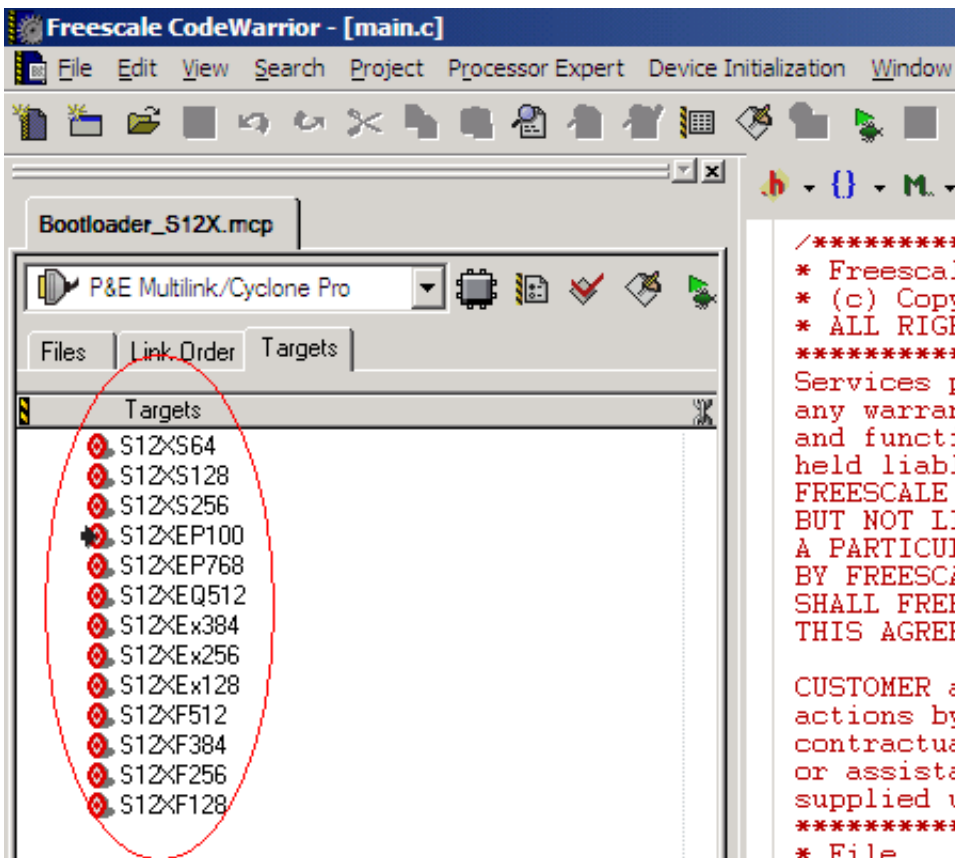 Freescale CodeWarrior - [main.c]
File Edit View Search Project Processor Expert Device Initialization Window
Bootloader_S12X.mcp
.h {} M..
P&E Multilink/Cyclone Pro
Files Link Order Targets
Targets
S12XS64
S12XS128
S12XS256
S12XEP100
S12XEP768
S12XEQ512
S12XEx384
S12XEx256
S12XEx128
S12XF512
S12XF384
S12XF256
S12XF128
/*********
* Freescal
* (c) Copy
* ALL RIGH
**********
Services p
any warran
and functi
held liabl
FREESCALE
BUT NOT LI
A PARTICUL
BY FREESCA
SHALL FREE
THIS AGREE
CUSTOMER a
actions by
contractua
or assista
supplied u
**********
* File